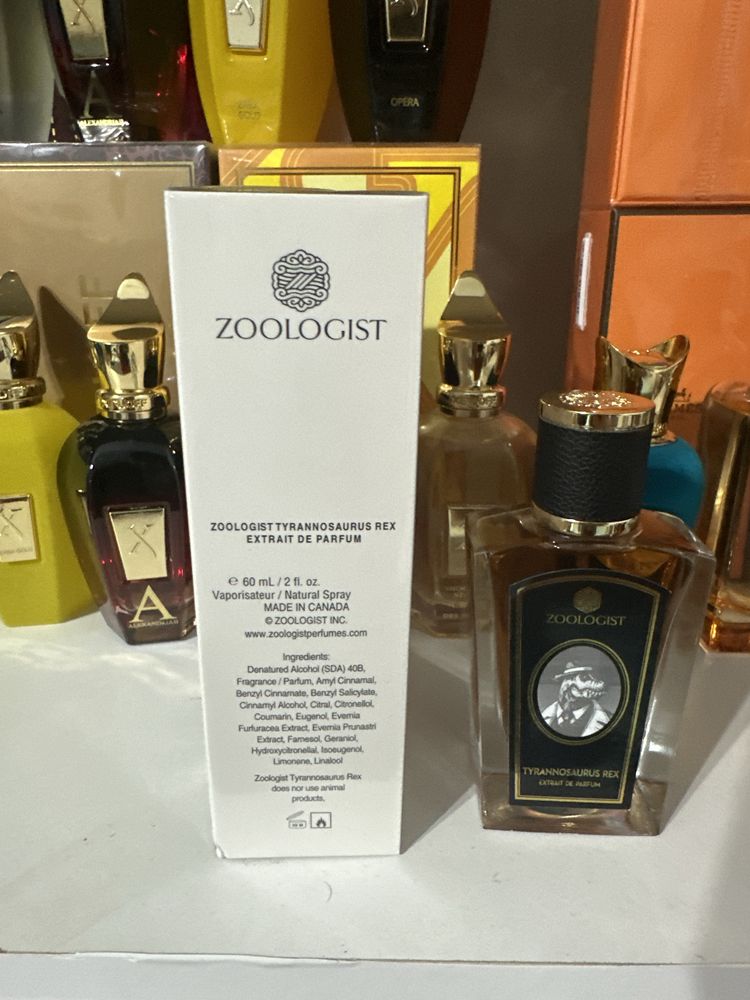 A
ALEXANDRIA II
OPERA
ZOOLOGIST
ZOOLOGIST TYRANNOSAURUS REX
EXTRAIT DE PARFUM
℮ 60 mL / 2 fl. oz.
Vaporisateur / Natural Spray
MADE IN CANADA
© ZOOLOGIST INC.
www.zoologistperfumes.com
Ingredients:
Denatured Alcohol (SDA) 40B,
Fragrance / Parfum, Amyl Cinnamal,
Benzyl Cinnamate, Benzyl Salicylate,
Cinnamyl Alcohol, Citral, Citronellol,
Coumarin, Eugenol, Evernia
Furfuracea Extract, Evernia Prunastri
Extract, Farnesol, Geraniol,
Hydroxycitronellal, Isoeugenol,
Limonene, Linalool
Zoologist Tyrannosaurus Rex
does not use animal
products.
A
ALEXANDRIA II
ZOOLOGIST
TYRANNOSAURUS REX
EXTRAIT DE PARFUM